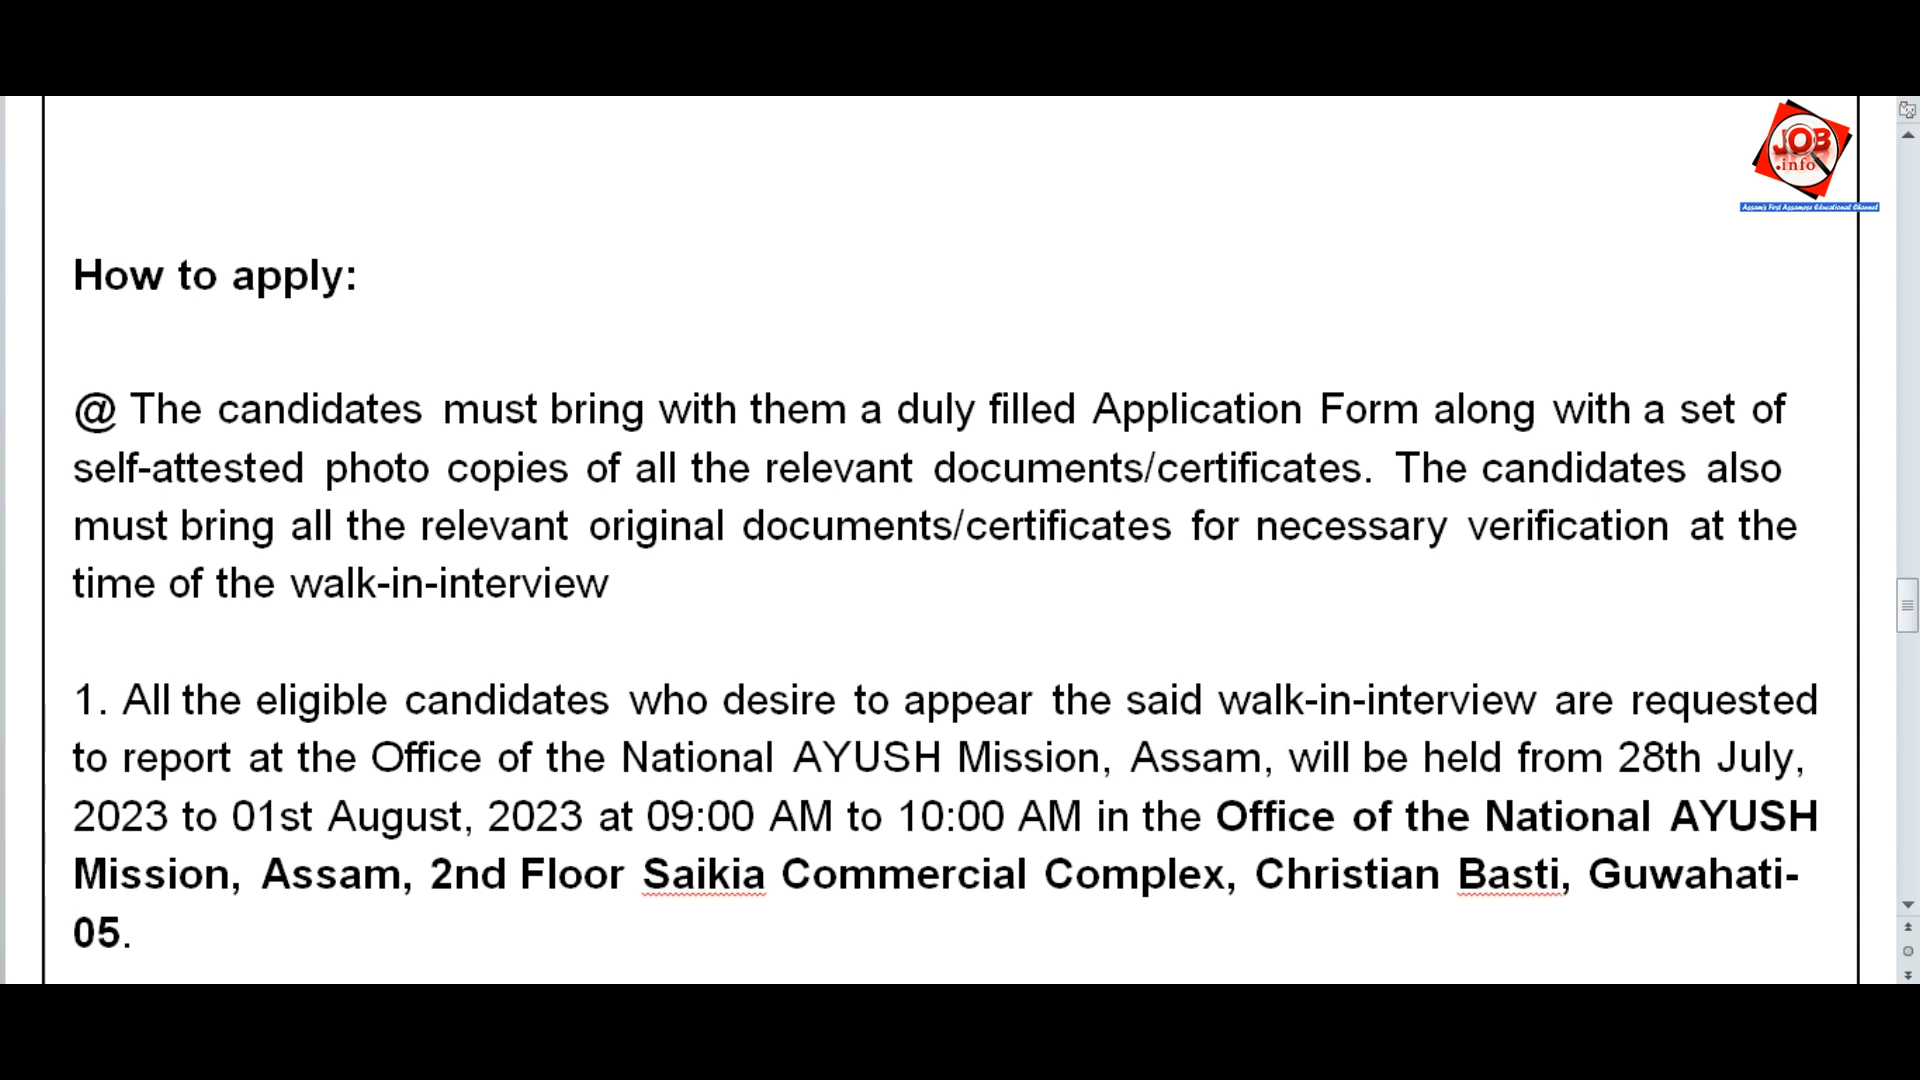 JOB
.info
Assam's First Assamese Educational Channel
How to apply:
@ The candidates must bring with them a duly filled Application Form along with a set of
self-attested photo copies of all the relevant documents/certificates. The candidates also
must bring all the relevant original documents/certificates for necessary verification at the
time of the walk-in-interview
1. All the eligible candidates who desire to appear the said walk-in-interview are requested
to report at the Office of the National AYUSH Mission, Assam, will be held from 28th July,
2023 to 01st August, 2023 at 09:00 AM to 10:00 AM in the Office of the National AYUSH
Mission, Assam, 2nd Floor Saikia Commercial Complex, Christian Basti, Guwahati-
05.